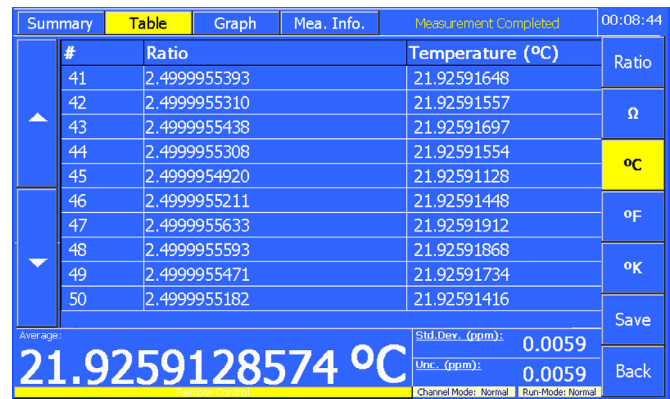 Summary Table Graph Mea. Info. Measurement Completed 00:08:44
# Ratio Temperature (ºC)
41 2.4999955393 21.92591648
42 2.4999955310 21.92591557
43 2.4999955438 21.92591697
44 2.4999955308 21.92591554
45 2.4999954920 21.92591128
46 2.4999955211 21.92591448
47 2.4999955633 21.92591912
48 2.4999955593 21.92591868
49 2.4999955471 21.92591734
50 2.4999955182 21.92591416
Ratio
Ω
ºC
ºF
ºK
Save
Back
Average:
21.9259128574 ºC
Std.Dev. (ppm): 0.0059
Unc. (ppm): 0.0059
Remote Control
Channel Mode: Normal Run-Mode: Normal